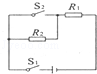 S₂ R₁
R₂
S₁